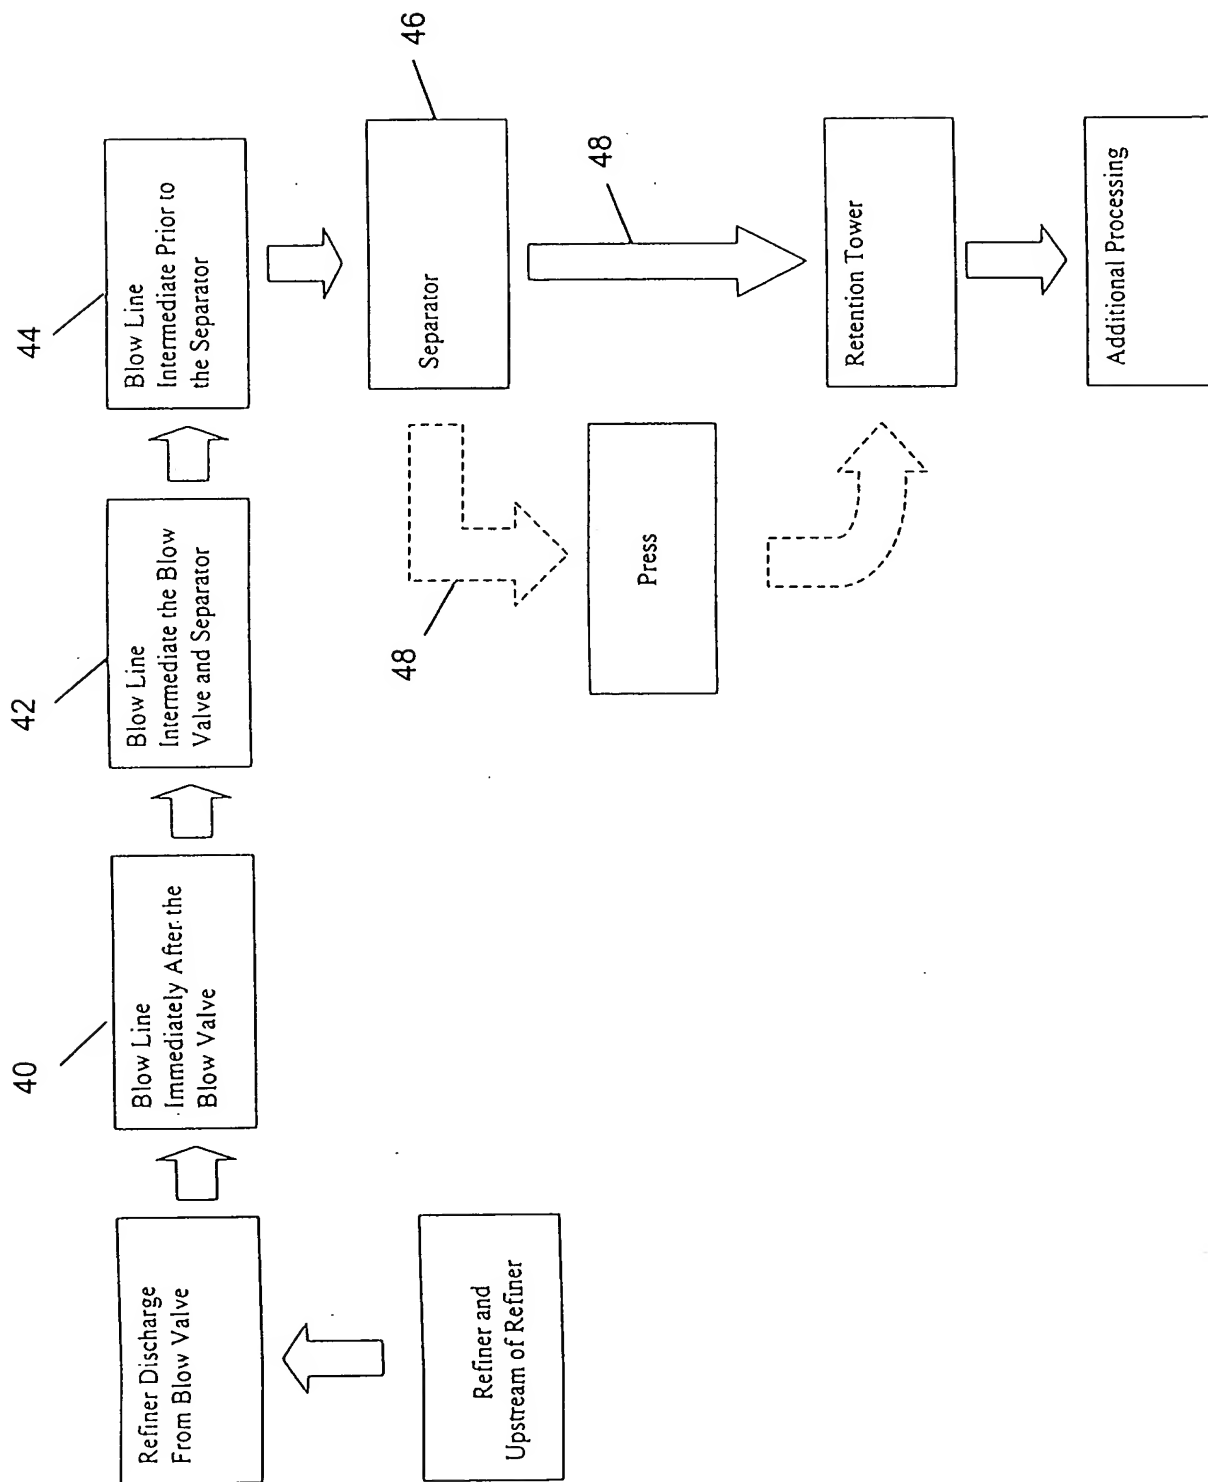 Refiner and
Upstream of Refiner
Refiner Discharge
From Blow Valve
40
Blow Line
Immediately After the
Blow Valve
42
Blow Line
Intermediate the Blow
Valve and Separator
44
Blow Line
Intermediate Prior to
the Separator
46
Separator
48
48
Press
Retention Tower
Additional Processing